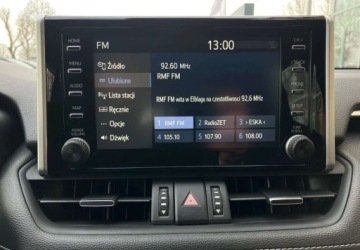 HOME
MENU
AUDIO
MAP
POWER
VOLUME
FM
13:00
Źródło
Ulubione
Lista stacji
Ręcznie
Opcje
Dźwięk
92.60 MHz
RMF FM
RMF FM wita w Elblągu na częstotliwości 92,6 MHz
1 RMF FM
2 RadioZET
3 › ESKA ‹
4 105.10
5 107.90
6 108.00